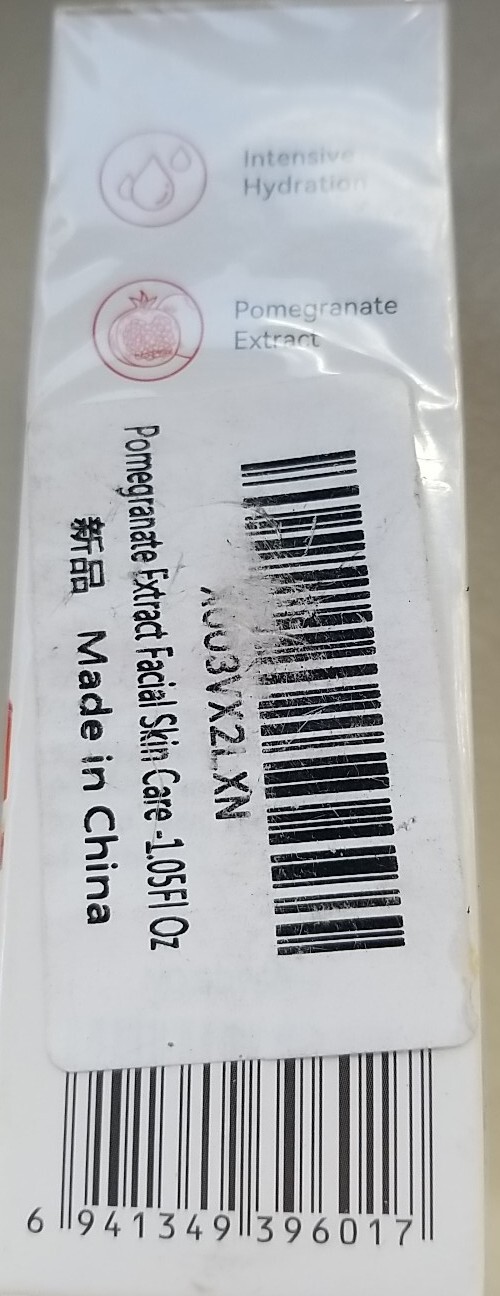 Intensive
Hydration
Pomegranate
Extract
Pomegranate Extract Facial Skin Care -1.05Fl Oz
新品 Made in China
6 941349 396017